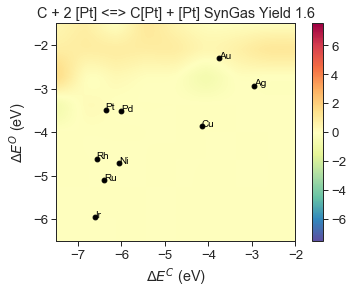 C + 2 [Pt] <=> C[Pt] + [Pt] SynGas Yield 1.6
−2
−3
−4
−5
−6
ΔE^O (eV)
Au
Ag
Pt
Pd
Cu
Rh
Ni
Ru
Ir
−7
−6
−5
−4
−3
−2
ΔE^C (eV)
6
4
2
0
−2
−4
−6